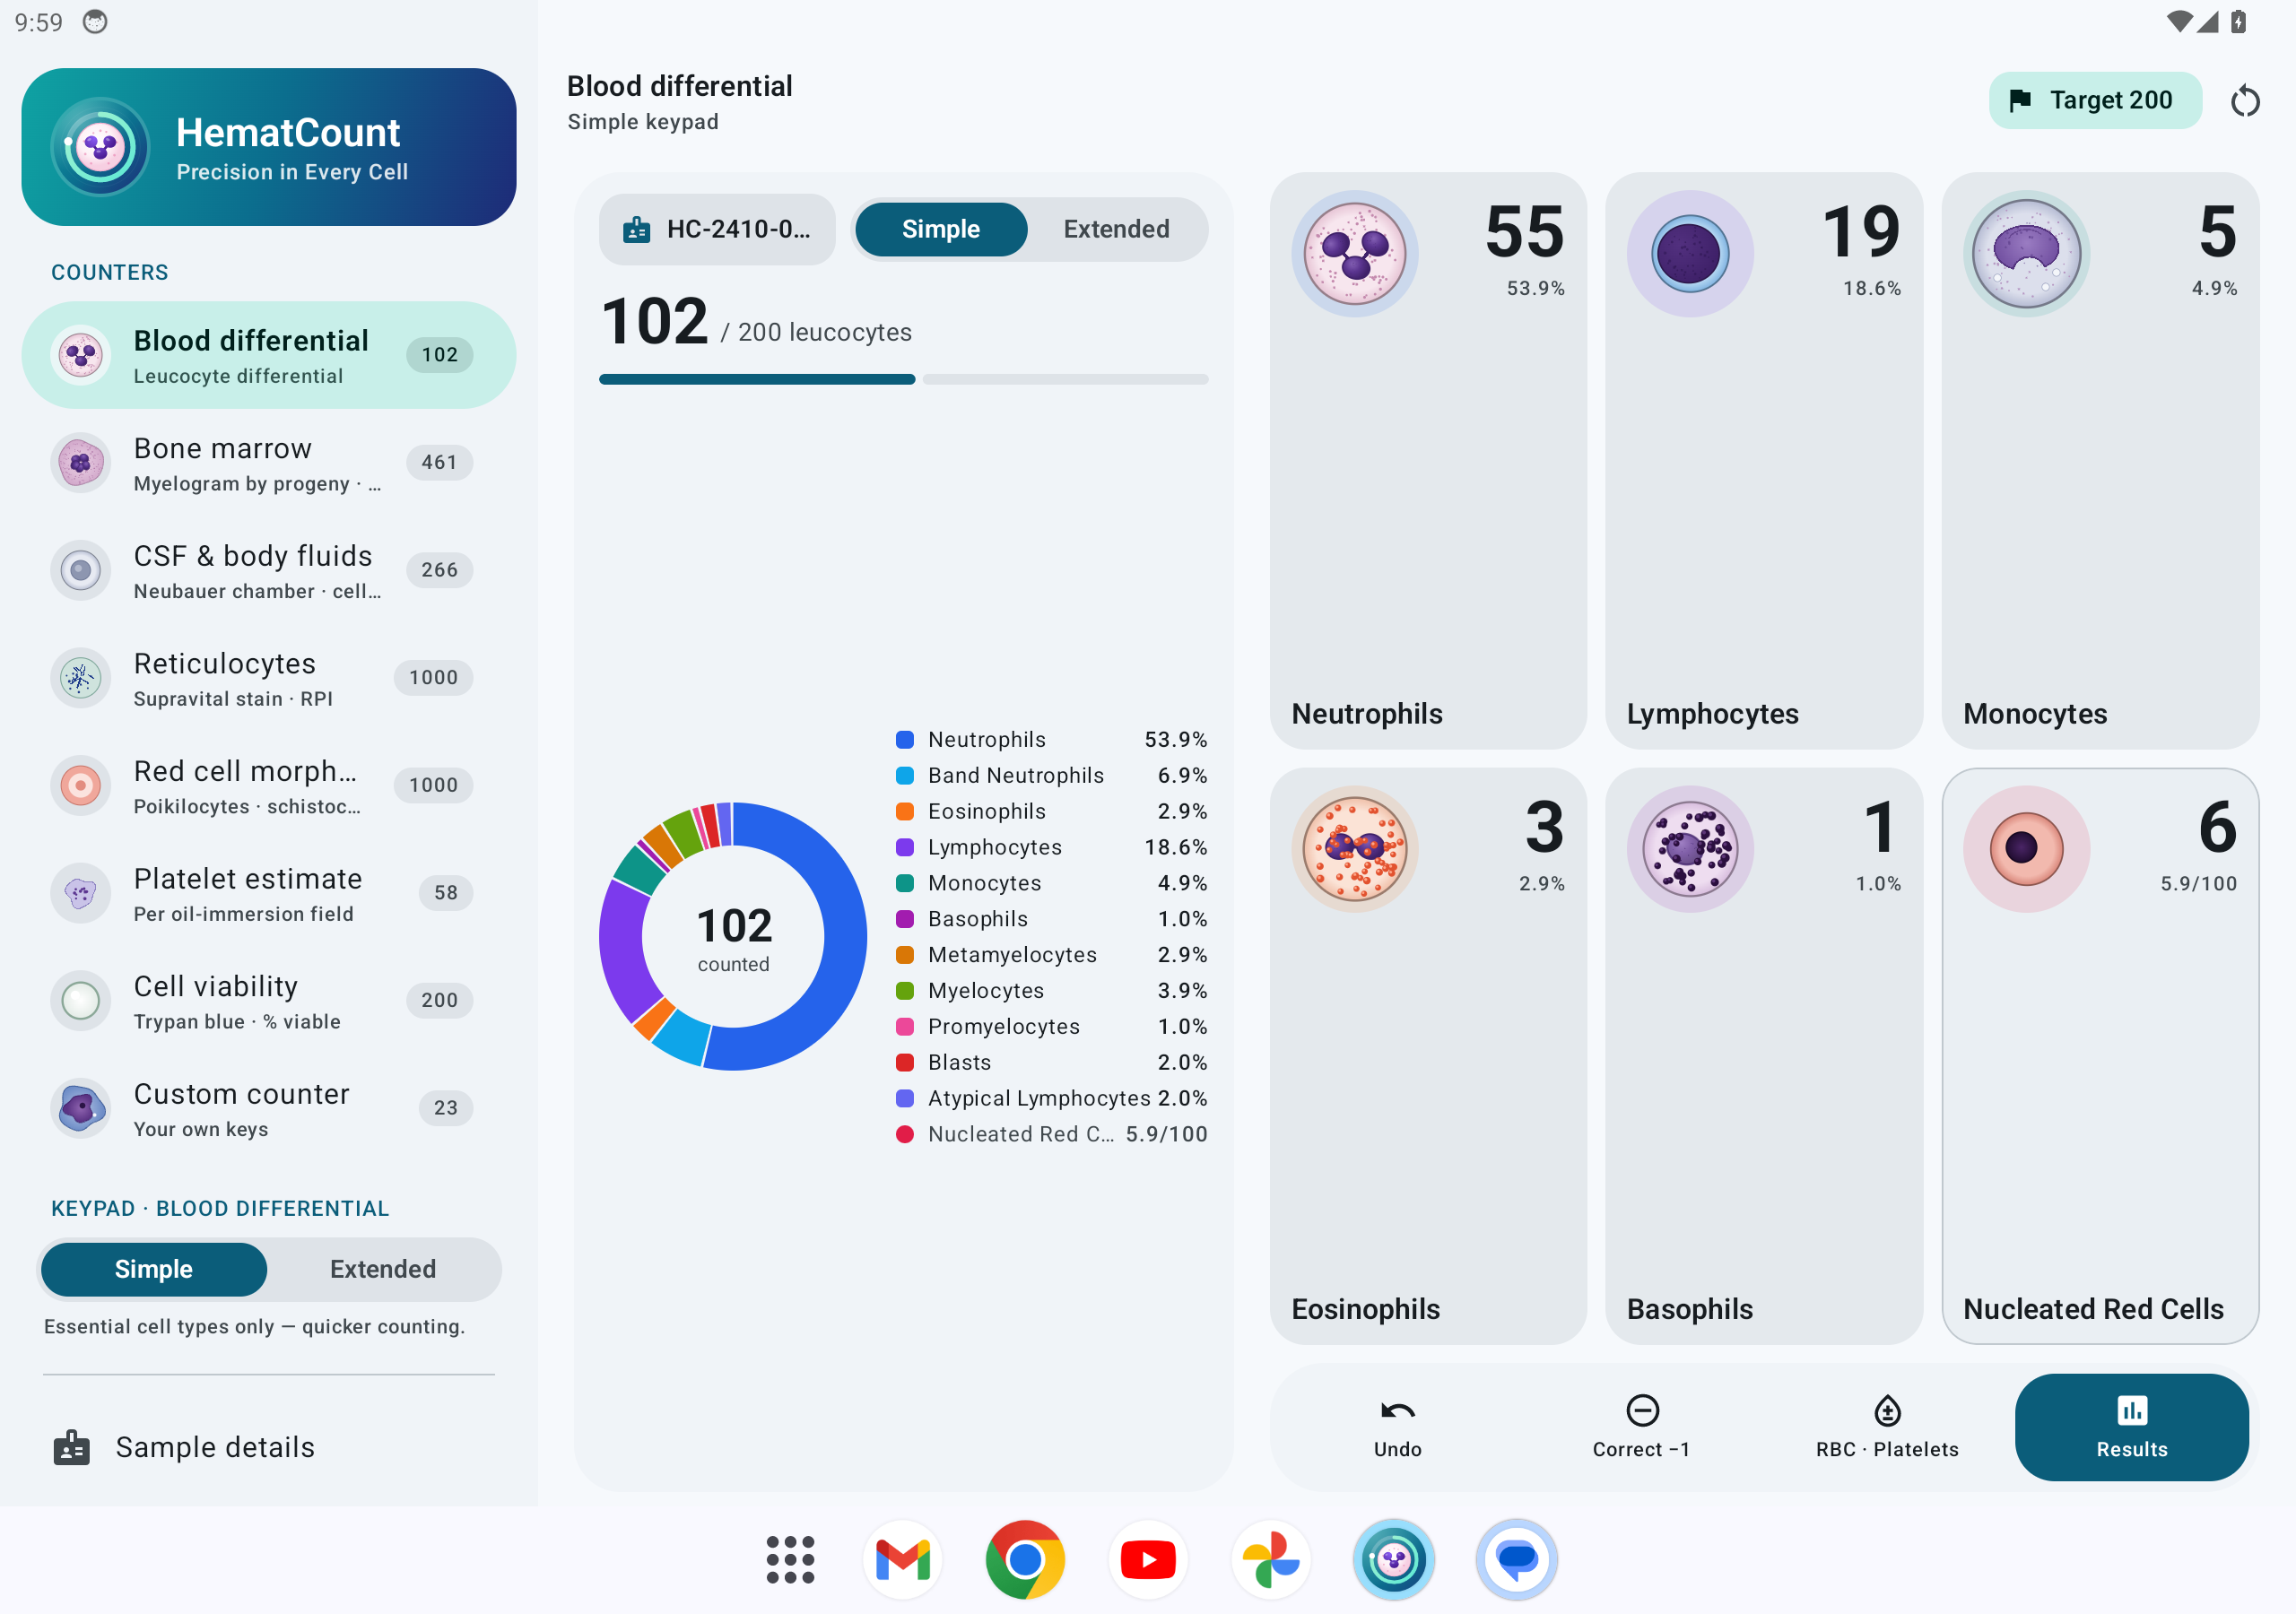 9:59
HematCount
Precision in Every Cell
COUNTERS
Blood differential
Leucocyte differential
102
Bone marrow
Myelogram by progeny · …
461
CSF & body fluids
Neubauer chamber · cell…
266
Reticulocytes
Supravital stain · RPI
1000
Red cell morph…
Poikilocytes · schistoc…
1000
Platelet estimate
Per oil-immersion field
58
Cell viability
Trypan blue · % viable
200
Custom counter
Your own keys
23
KEYPAD · BLOOD DIFFERENTIAL
Simple Extended
Essential cell types only — quicker counting.
Sample details
Blood differential
Simple keypad
Target 200
HC-2410-0…
Simple Extended
102 / 200 leucocytes
102
counted
Neutrophils 53.9%
Band Neutrophils 6.9%
Eosinophils 2.9%
Lymphocytes 18.6%
Monocytes 4.9%
Basophils 1.0%
Metamyelocytes 2.9%
Myelocytes 3.9%
Promyelocytes 1.0%
Blasts 2.0%
Atypical Lymphocytes 2.0%
Nucleated Red C… 5.9/100
55
53.9%
Neutrophils
19
18.6%
Lymphocytes
5
4.9%
Monocytes
3
2.9%
Eosinophils
1
1.0%
Basophils
6
5.9/100
Nucleated Red Cells
Undo
Correct −1
RBC · Platelets
Results